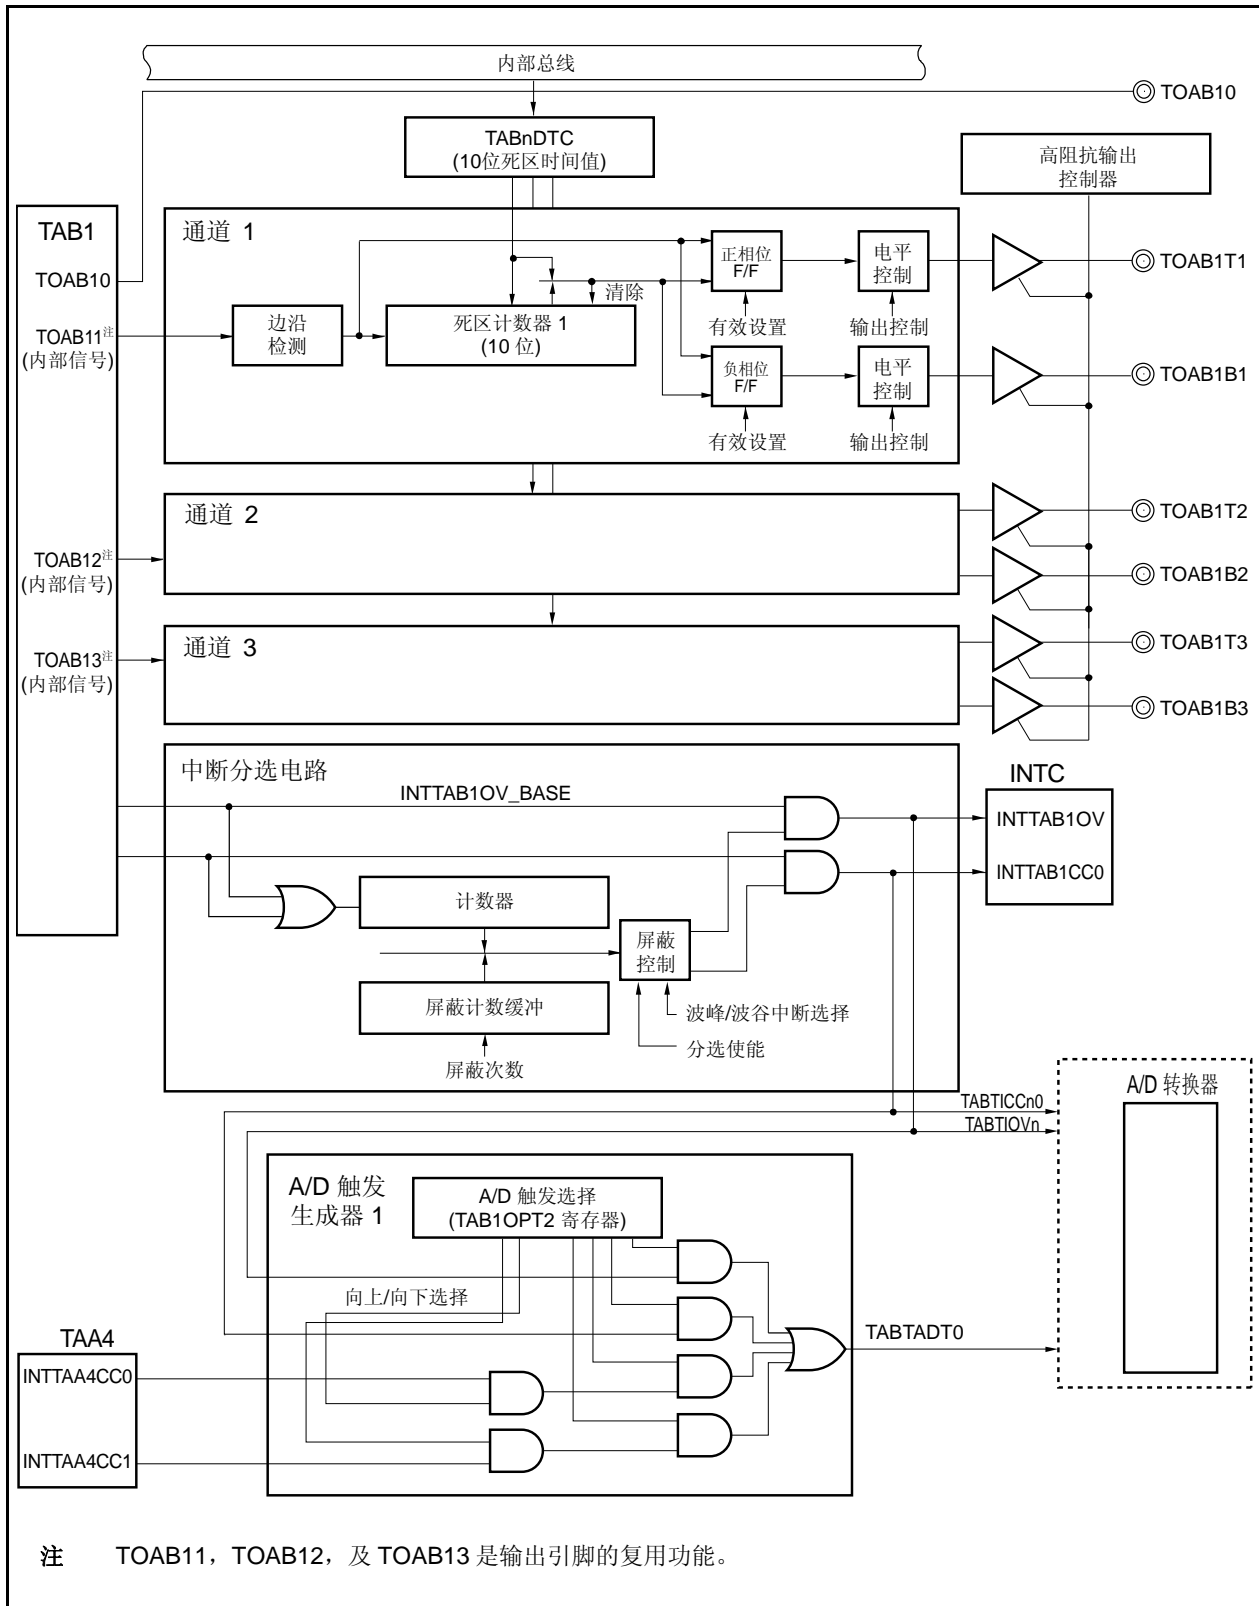 内部总线
TOAB10
TABnDTC
(10位死区时间值)
高阻抗输出
控制器
TAB1
TOAB10
TOAB11注
(内部信号)
TOAB12注
(内部信号)
TOAB13注
(内部信号)
通道 1
边沿
检测
死区计数器 1
(10 位)
清除
正相位
F/F
有效设置
电平
控制
输出控制
负相位
F/F
有效设置
电平
控制
输出控制
TOAB1T1
TOAB1B1
通道 2
TOAB1T2
TOAB1B2
通道 3
TOAB1T3
TOAB1B3
中断分选电路
INTTAB1OV_BASE
计数器
屏蔽
控制
屏蔽计数缓冲
屏蔽次数
波峰/波谷中断选择
分选使能
INTC
INTTAB1OV
INTTAB1CC0
TABTICCn0
TABTIOVn
A/D 转换器
A/D 触发
生成器 1
A/D 触发选择
(TAB1OPT2 寄存器)
向上/向下选择
TABTADT0
TAA4
INTTAA4CC0
INTTAA4CC1
注 TOAB11，TOAB12，及 TOAB13 是输出引脚的复用功能。